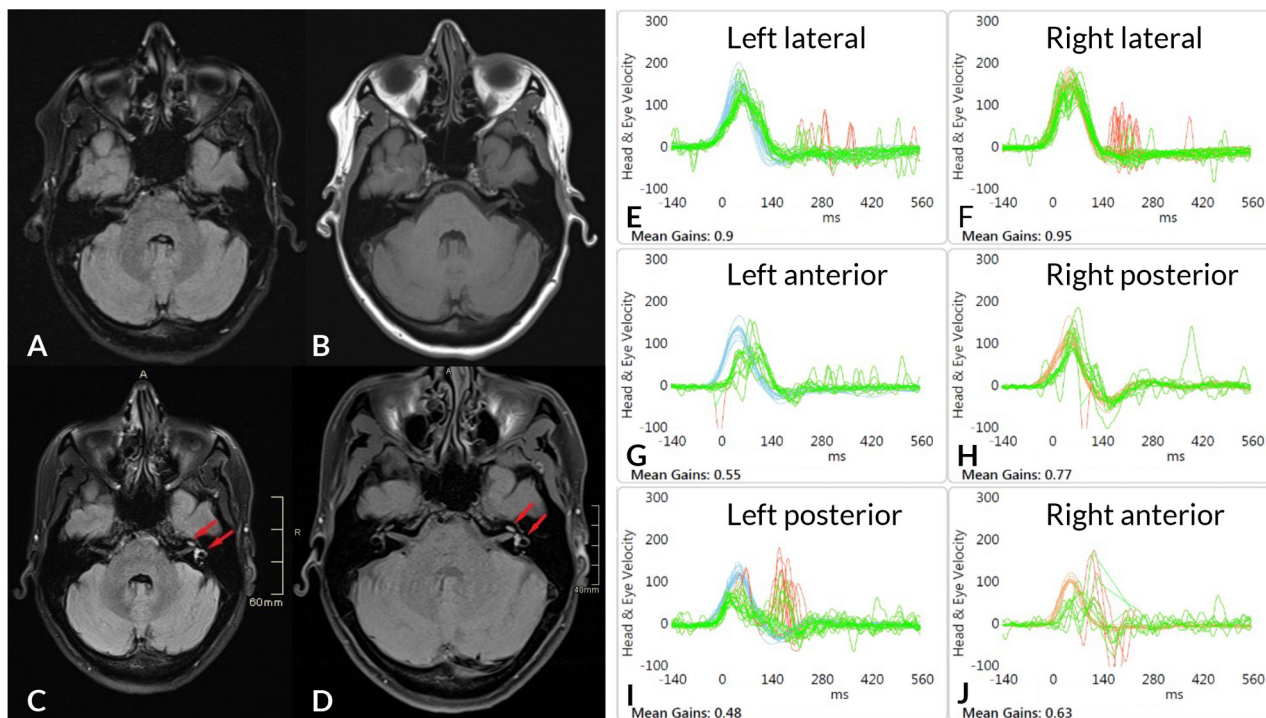 A
B
A
60mm
C
A
R
40mm
D
Left lateral
Head & Eye Velocity
300
200
100
0
-100
-140 0 140 280 420 560
ms
E
Mean Gains: 0.9
Right lateral
Head & Eye Velocity
300
200
100
0
-100
-140 0 140 280 420 560
ms
F
Mean Gains: 0.95
Left anterior
Head & Eye Velocity
300
200
100
0
-100
-140 0 140 280 420 560
ms
G
Mean Gains: 0.55
Right posterior
Head & Eye Velocity
300
200
100
0
-100
-140 0 140 280 420 560
ms
H
Mean Gains: 0.77
Left posterior
Head & Eye Velocity
300
200
100
0
-100
-140 0 140 280 420 560
ms
I
Mean Gains: 0.48
Right anterior
Head & Eye Velocity
300
200
100
0
-100
-140 0 140 280 420 560
ms
J
Mean Gains: 0.63